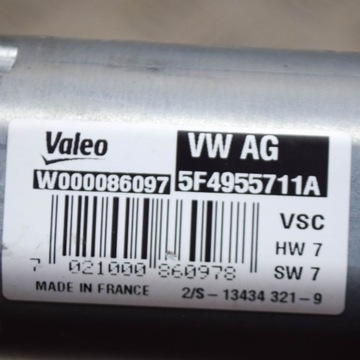 Valeo VW AG
W000086097 5F4955711A
VSC
HW 7
7 021000 860978 SW 7
MADE IN FRANCE 2/S-13434 321-9